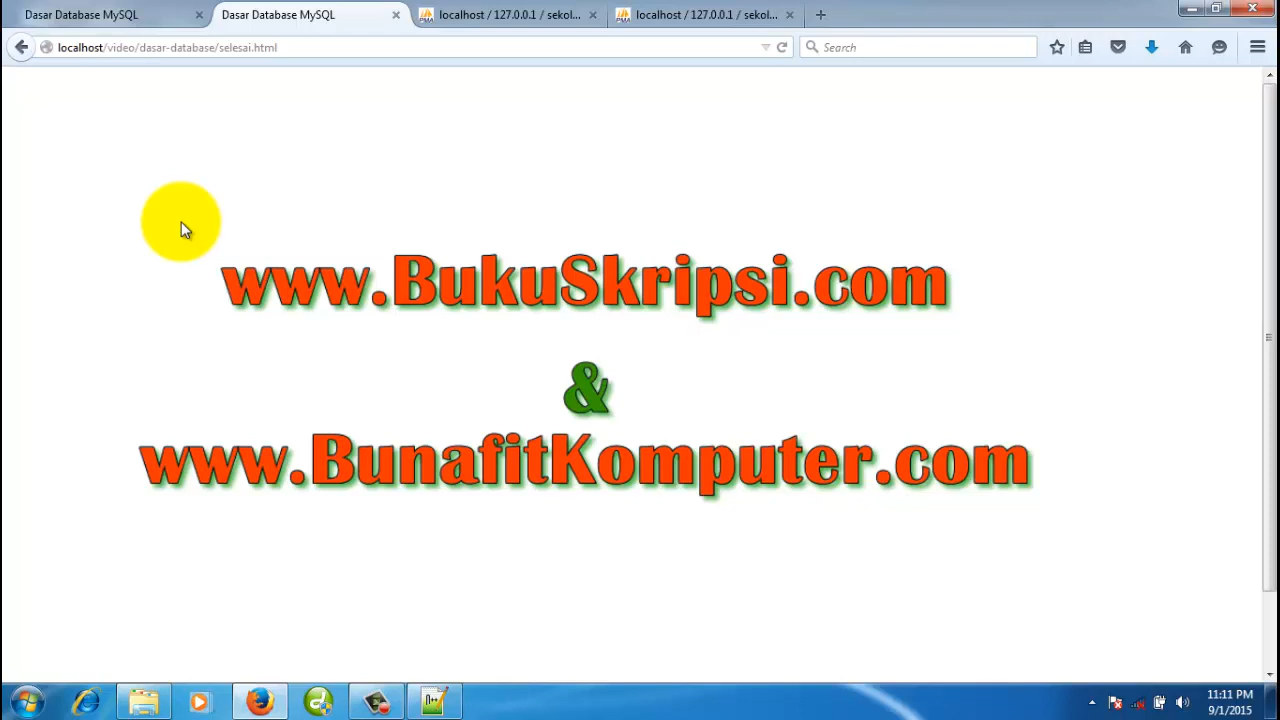 Dasar Database MySQL
Dasar Database MySQL
localhost / 127.0.0.1 / sekol...
localhost / 127.0.0.1 / sekol...
localhost/video/dasar-database/selesai.html
Search
www.BukuSkripsi.com
&
www.BunafitKomputer.com
11:11 PM
9/1/2015